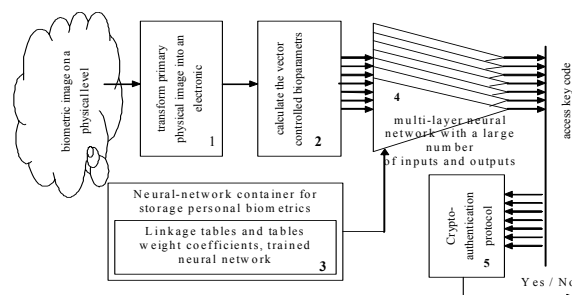 biometric image on a
physical level
transform primary
physical image into an
electronic
1
calculate the vector
controlled bioparametrs
2
4
multi-layer neural
network with a large
number
of inputs and outputs
access key code
Neural-network container for
storage personal biometrics
Linkage tables and tables
weight coefficients, trained
neural network
3
Crypto-
authentication
protocol
5
Yes / No